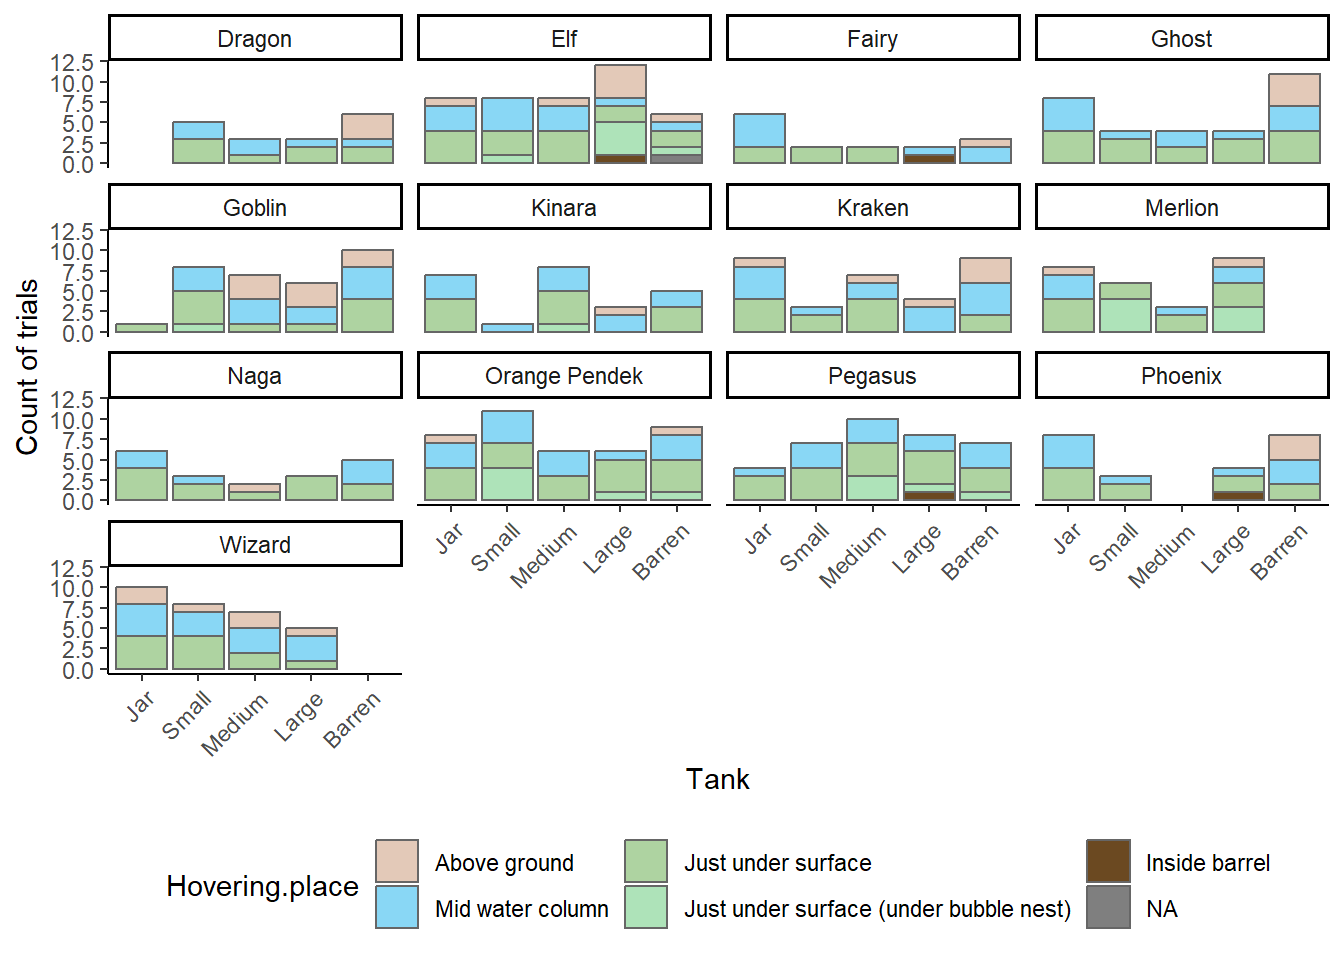 Dragon Elf Fairy Ghost
12.5
10.0
7.5
5.0
2.5
0.0
Goblin Kinara Kraken Merlion
12.5
10.0
7.5
5.0
2.5
0.0
Naga Orange Pendek Pegasus Phoenix
12.5
10.0
7.5
5.0
2.5
0.0
Jar Small Medium Large Barren Jar Small Medium Large Barren Jar Small Medium Large Barren
Wizard
12.5
10.0
7.5
5.0
2.5
0.0
Jar Small Medium Large Barren
Count of trials
Tank
Hovering.place
Above ground Just under surface Inside barrel
Mid water column Just under surface (under bubble nest) NA